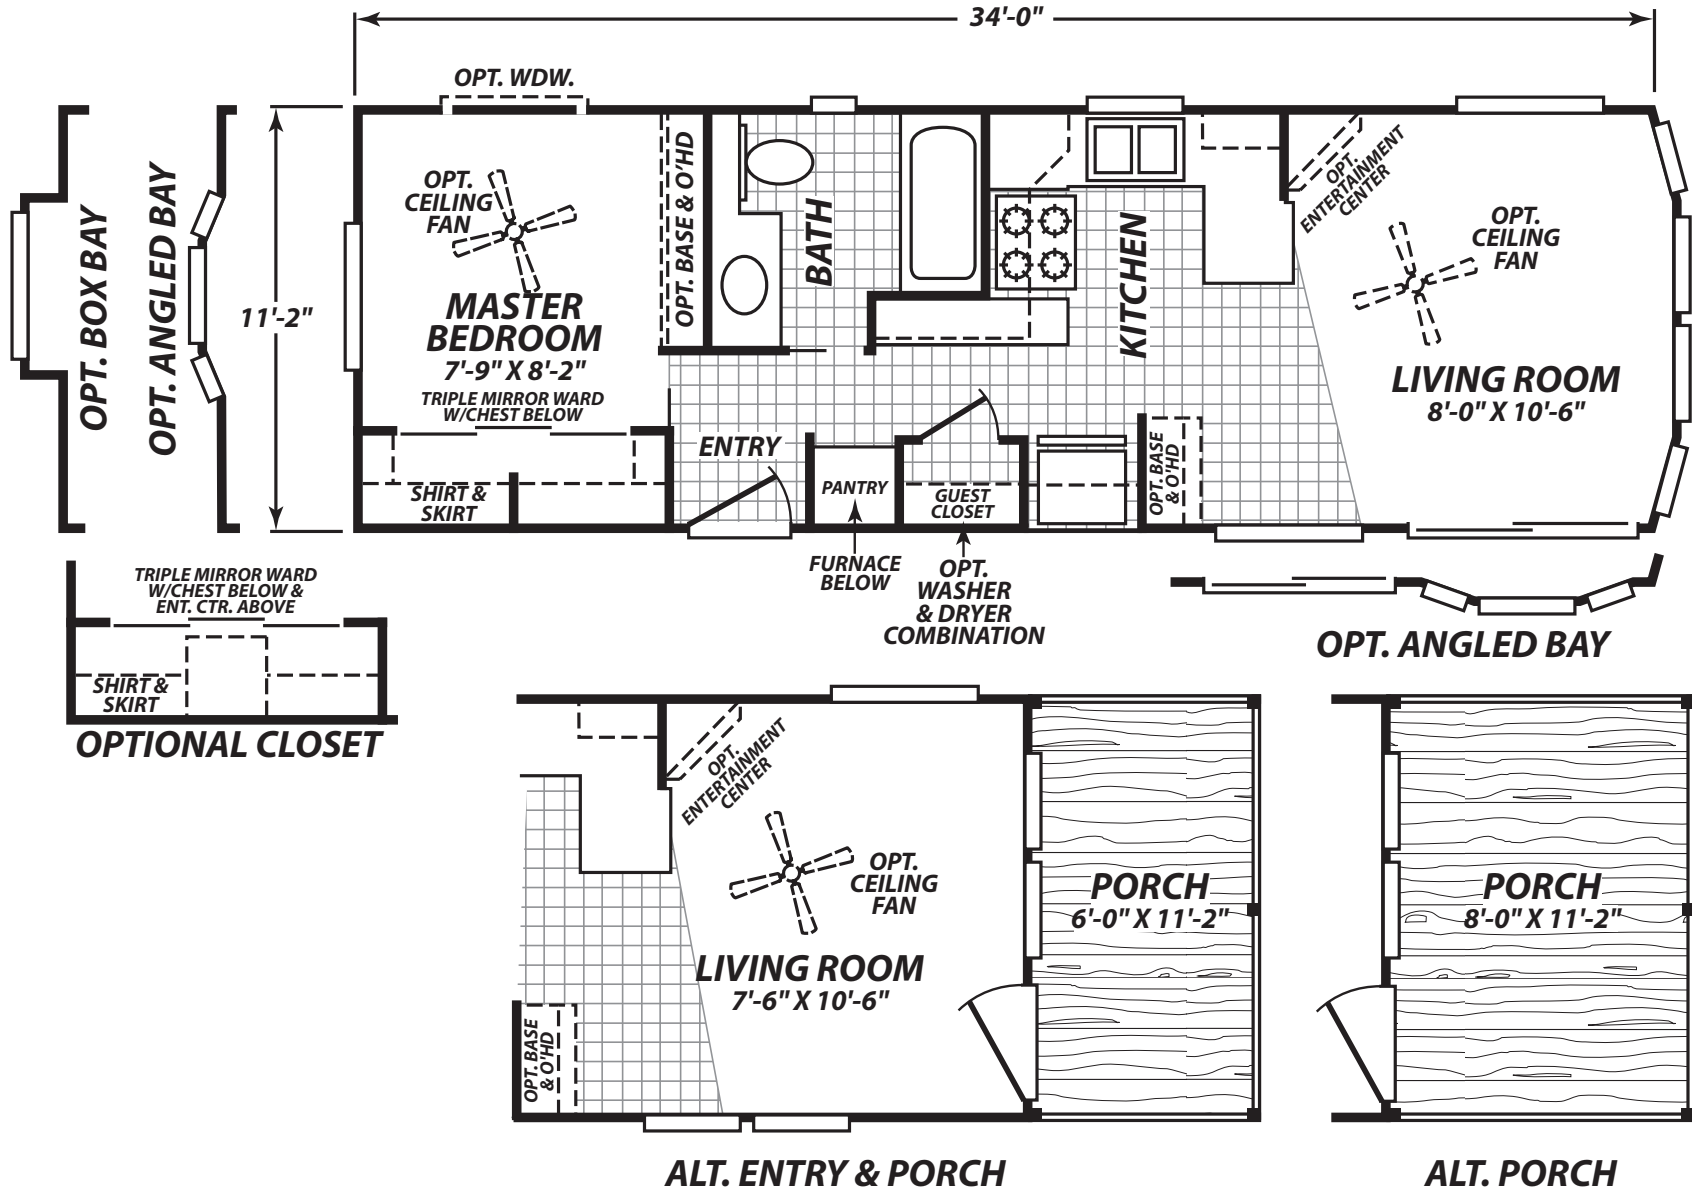 34'-0"
OPT. WDW.
OPT. BOX BAY
OPT. ANGLED BAY
11'-2"
OPT.
CEILING
FAN
MASTER
BEDROOM
7'-9" X 8'-2"
TRIPLE MIRROR WARD
W/CHEST BELOW
SHIRT &
SKIRT
OPT. BASE & O'HD
BATH
KITCHEN
OPT.
ENTERTAINMENT
CENTER
OPT.
CEILING
FAN
LIVING ROOM
8'-0" X 10'-6"
ENTRY
PANTRY
GUEST
CLOSET
OPT. BASE
& O'HD
FURNACE
BELOW
OPT.
WASHER
& DRYER
COMBINATION
OPT. ANGLED BAY
TRIPLE MIRROR WARD
W/CHEST BELOW &
ENT. CTR. ABOVE
SHIRT &
SKIRT
OPTIONAL CLOSET
OPT.
ENTERTAINMENT
CENTER
OPT.
CEILING
FAN
LIVING ROOM
7'-6" X 10'-6"
OPT. BASE
& O'HD
PORCH
6'-0" X 11'-2"
PORCH
8'-0" X 11'-2"
ALT. ENTRY & PORCH
ALT. PORCH